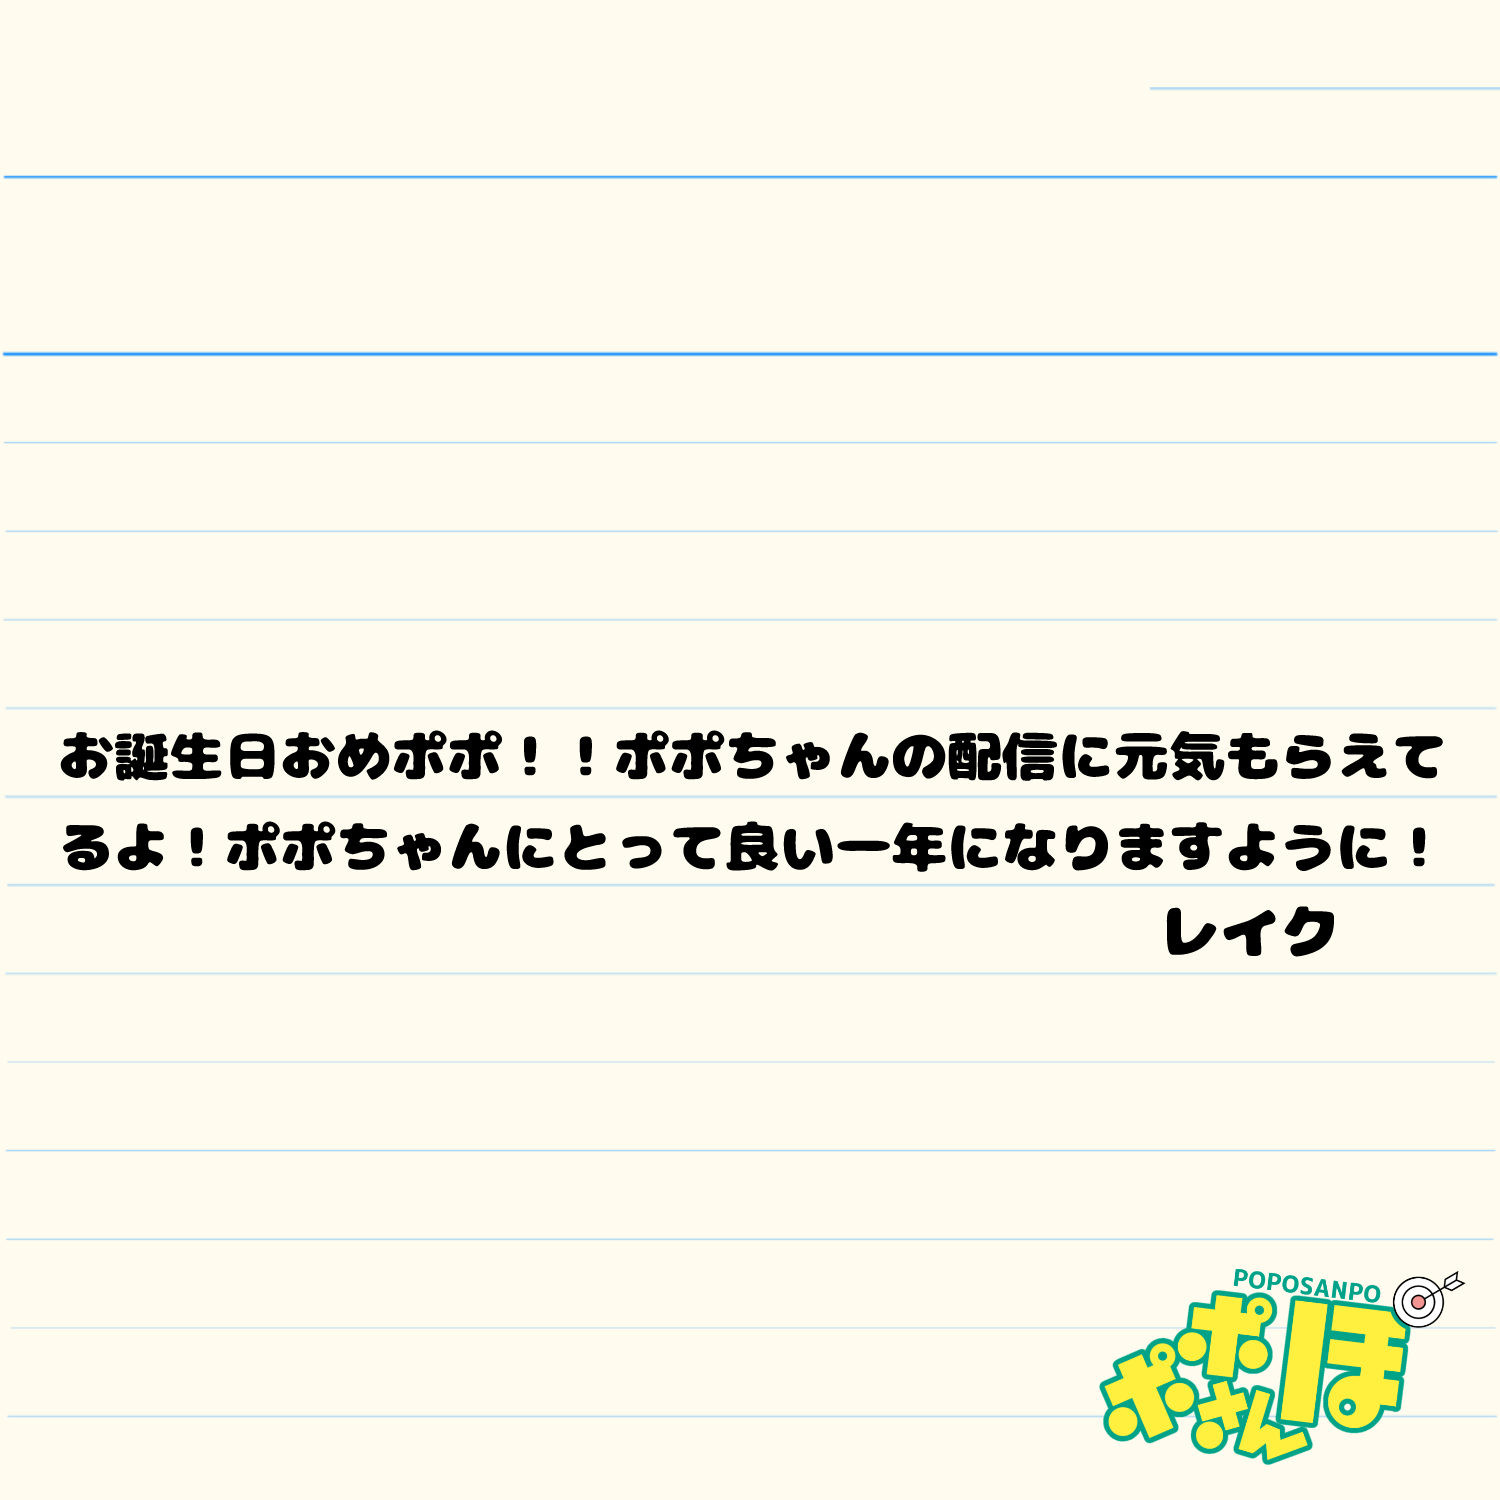 お誕生日おめポポ！！ポポちゃんの配信に元気もらえて
るよ！ポポちゃんにとって良い一年になりますように！
レイク
POPOSANPO
ポポさんぽ